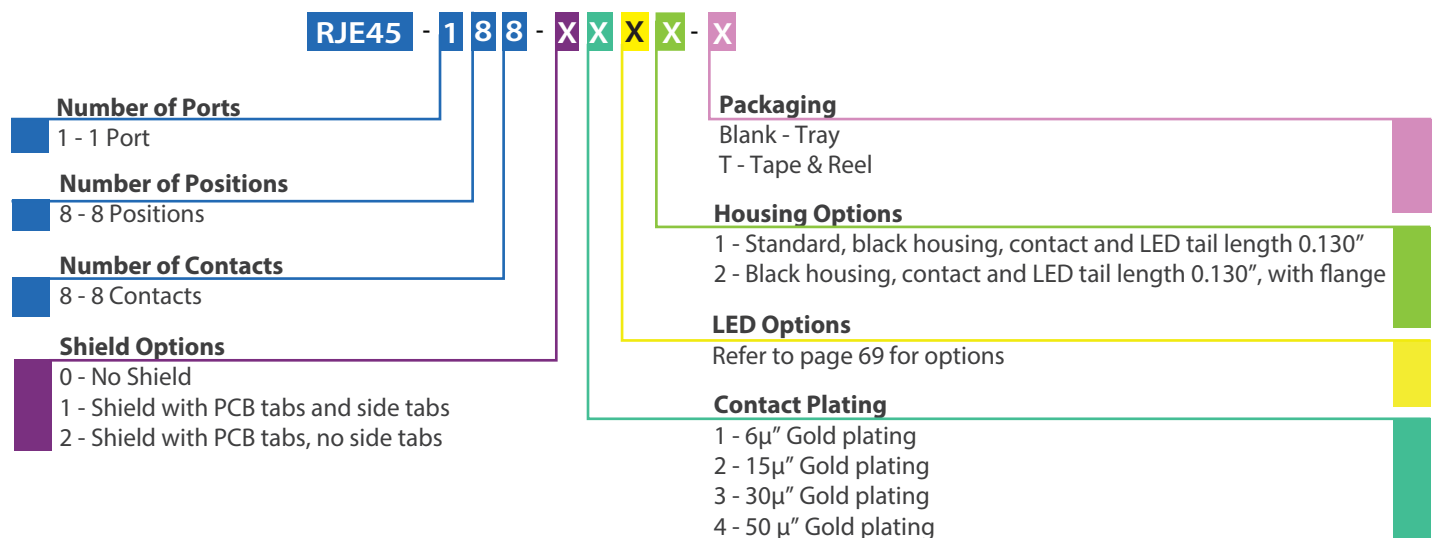 RJE45 - 1 8 8 - X X X X - X
Number of Ports
1 - 1 Port
Number of Positions
8 - 8 Positions
Number of Contacts
8 - 8 Contacts
Shield Options
0 - No Shield
1 - Shield with PCB tabs and side tabs
2 - Shield with PCB tabs, no side tabs
Packaging
Blank - Tray
T - Tape & Reel
Housing Options
1 - Standard, black housing, contact and LED tail length 0.130”
2 - Black housing, contact and LED tail length 0.130”, with flange
LED Options
Refer to page 69 for options
Contact Plating
1 - 6µ” Gold plating
2 - 15µ” Gold plating
3 - 30µ” Gold plating
4 - 50 µ” Gold plating